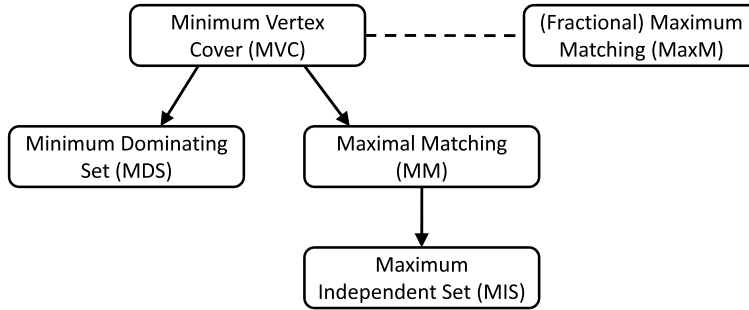 Minimum Vertex
Cover (MVC)
(Fractional) Maximum
Matching (MaxM)
Minimum Dominating
Set (MDS)
Maximal Matching
(MM)
Maximum
Independent Set (MIS)